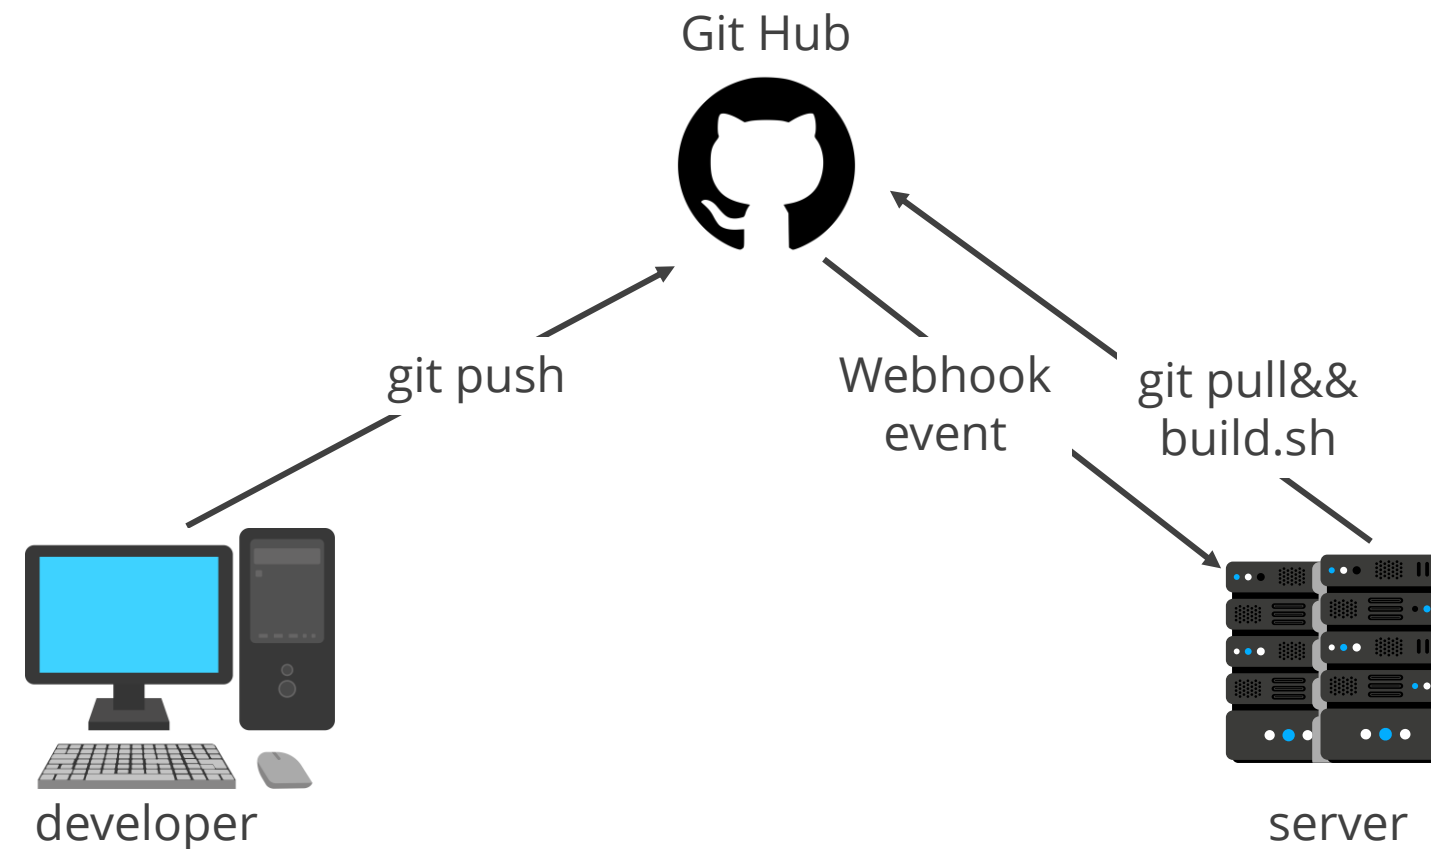 Git Hub
git push
Webhook
event
git pull&&
build.sh
developer
server